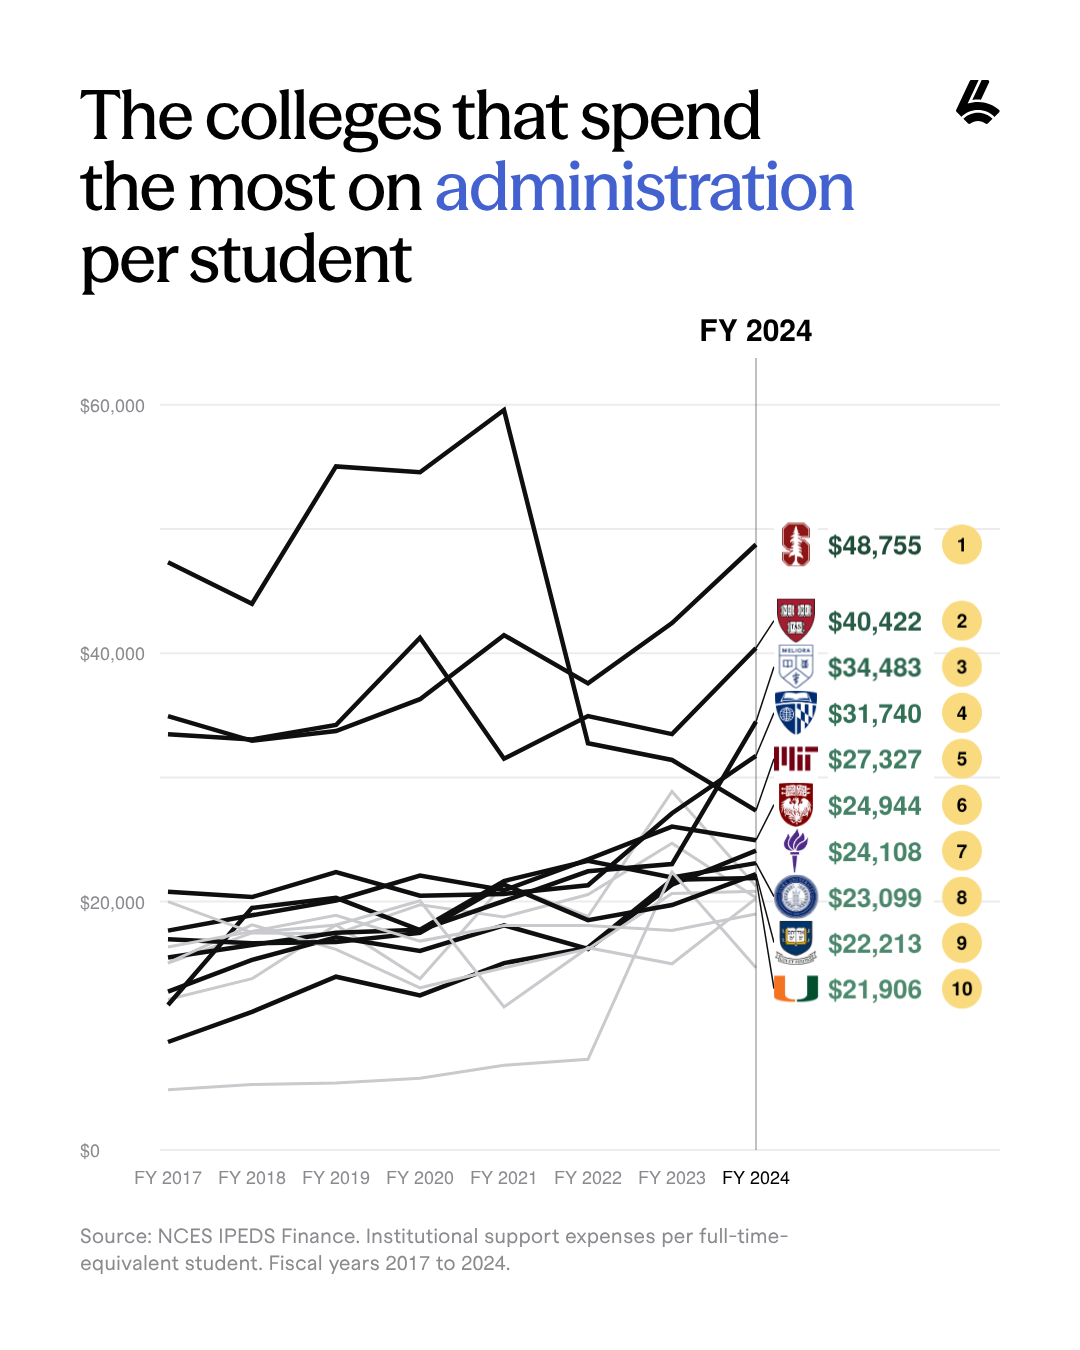 The colleges that spend
the most on administration
per student
FY 2024
$60,000
$40,000
$20,000
$0
$48,755 1
$40,422 2
MELIORA
$34,483 3
$31,740 4
MIT $27,327 5
$24,944 6
$24,108 7
$23,099 8
$22,213 9
$21,906 10
FY 2017 FY 2018 FY 2019 FY 2020 FY 2021 FY 2022 FY 2023 FY 2024
Source: NCES IPEDS Finance. Institutional support expenses per full-time-
equivalent student. Fiscal years 2017 to 2024.